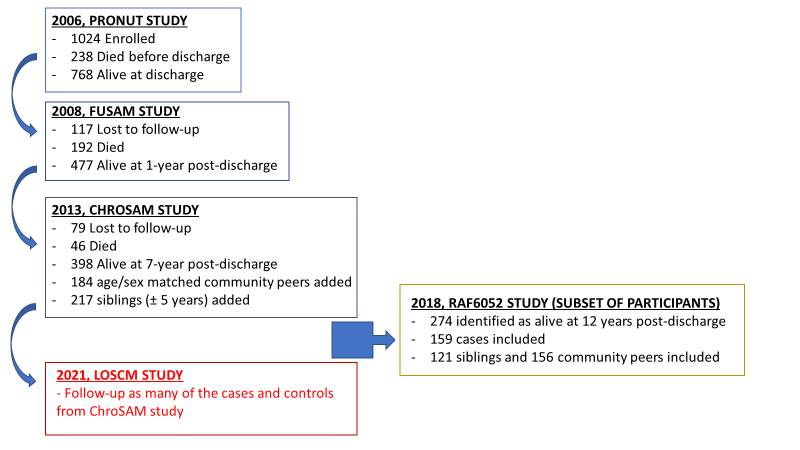 2006, PRONUT STUDY
- 1024 Enrolled
- 238 Died before discharge
- 768 Alive at discharge
2008, FUSAM STUDY
- 117 Lost to follow-up
- 192 Died
- 477 Alive at 1-year post-discharge
2013, CHROSAM STUDY
- 79 Lost to follow-up
- 46 Died
- 398 Alive at 7-year post-discharge
- 184 age/sex matched community peers added
- 217 siblings (± 5 years) added
2018, RAF6052 STUDY (SUBSET OF PARTICIPANTS)
- 274 identified as alive at 12 years post-discharge
- 159 cases included
- 121 siblings and 156 community peers included
2021, LOSCM STUDY
- Follow-up as many of the cases and controls
from ChroSAM study